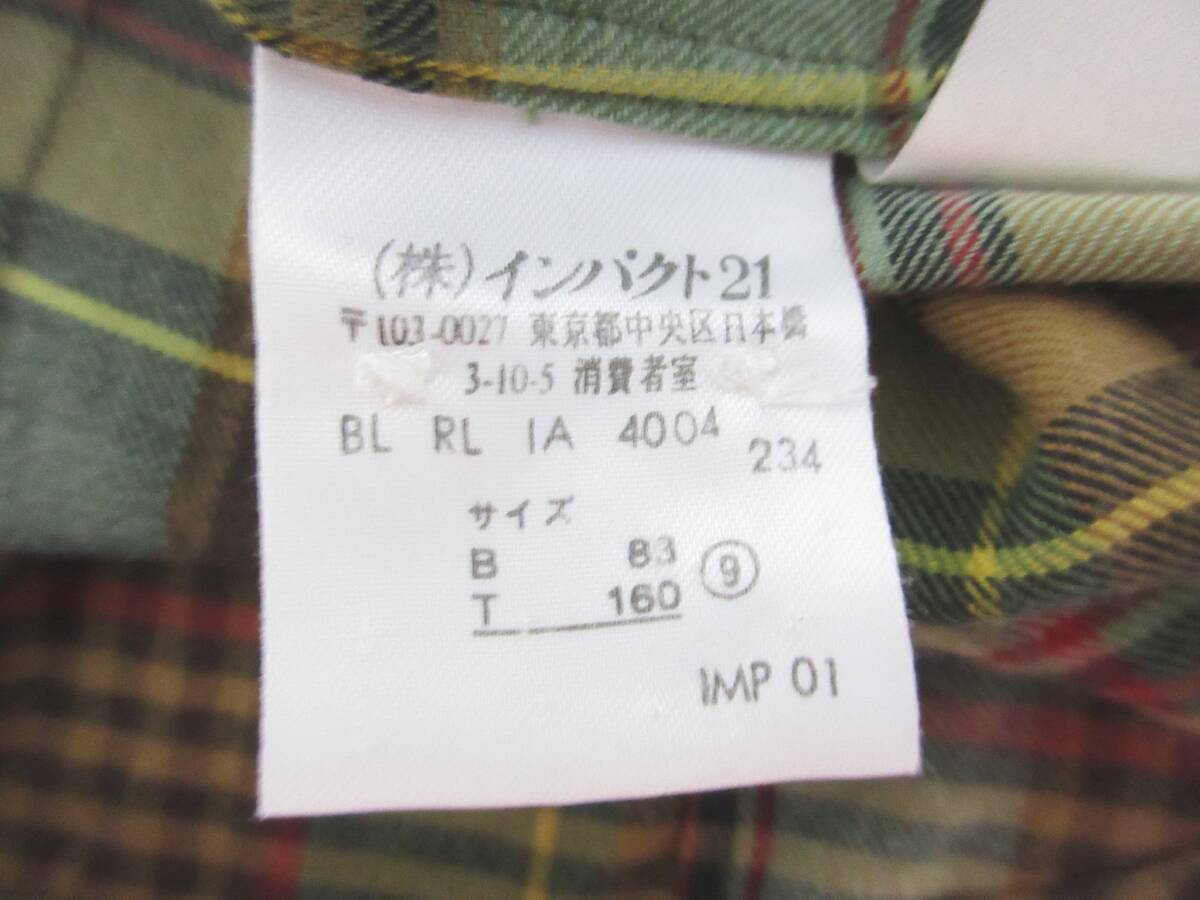 (株)インパクト21
〒103-0027 東京都中央区日本橋
3-10-5 消費者室
BL RL IA 4004 234
サイズ
B 83
T 160 ⑨
IMP 01